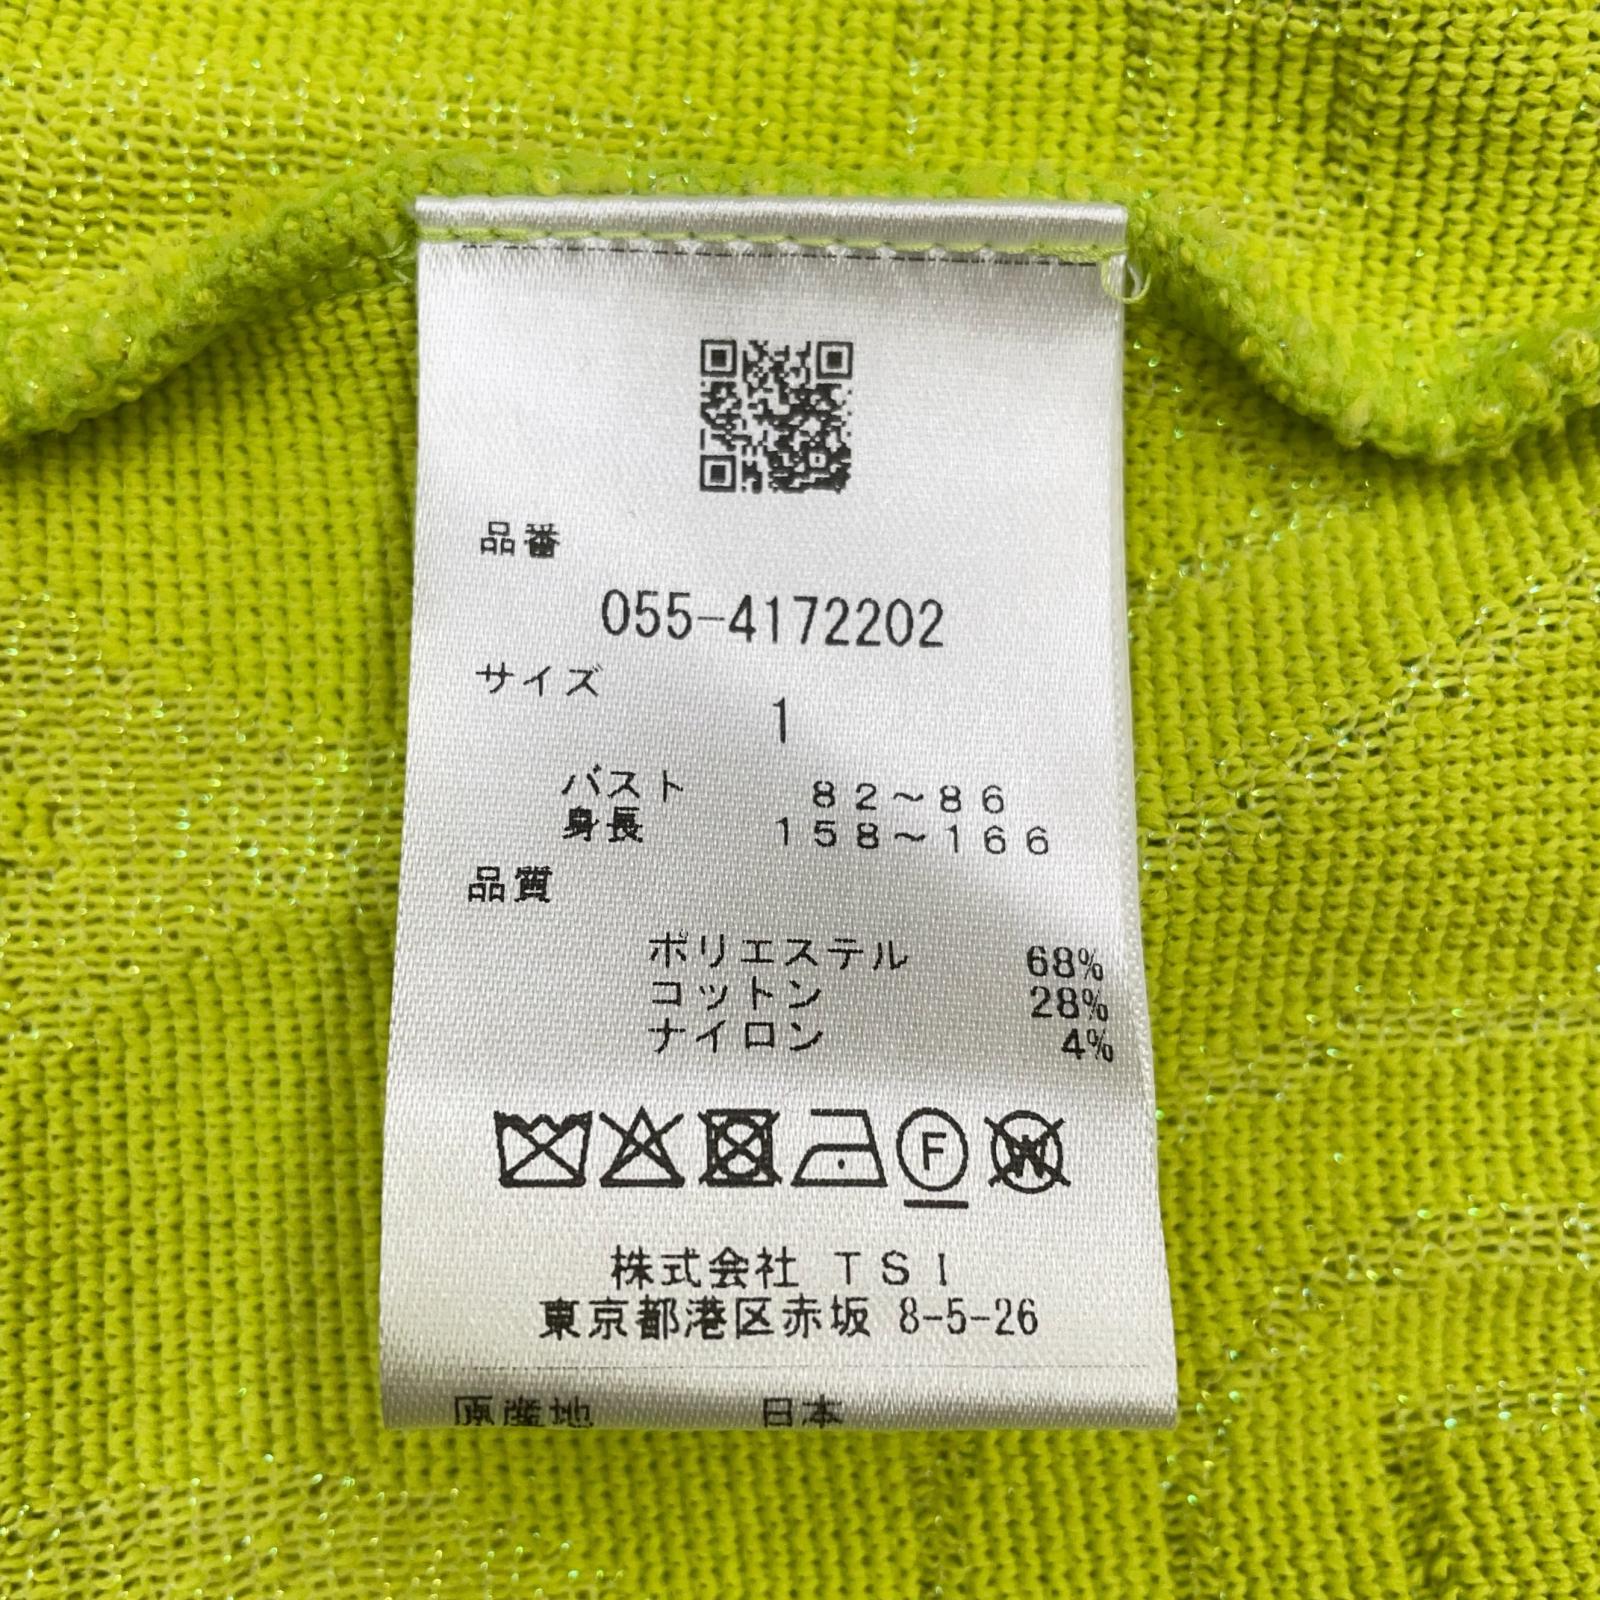 品番
055-4172202
サイズ
1
バスト 82~86
身長 158~166
品質
ポリエステル 68%
コットン 28%
ナイロン 4%
F W
株式会社 TSI
東京都港区赤坂 8-5-26
原産地 日本